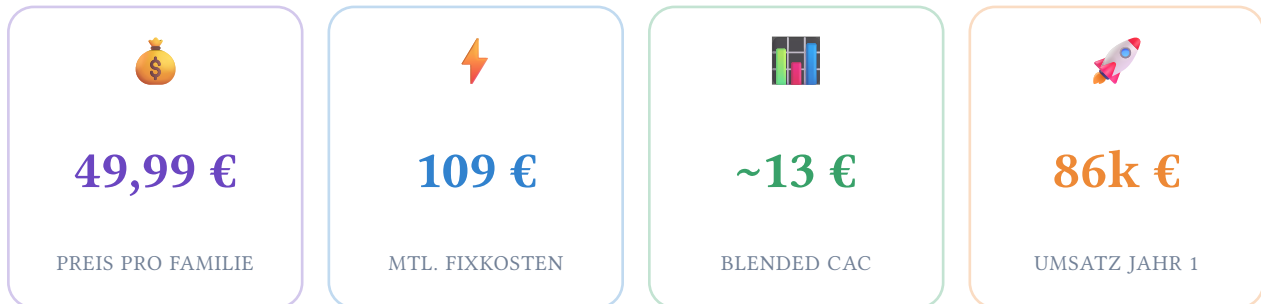 49,99 €
PREIS PRO FAMILIE
109 €
MTL. FIXKOSTEN
~13 €
BLENDED CAC
86k €
UMSATZ JAHR 1